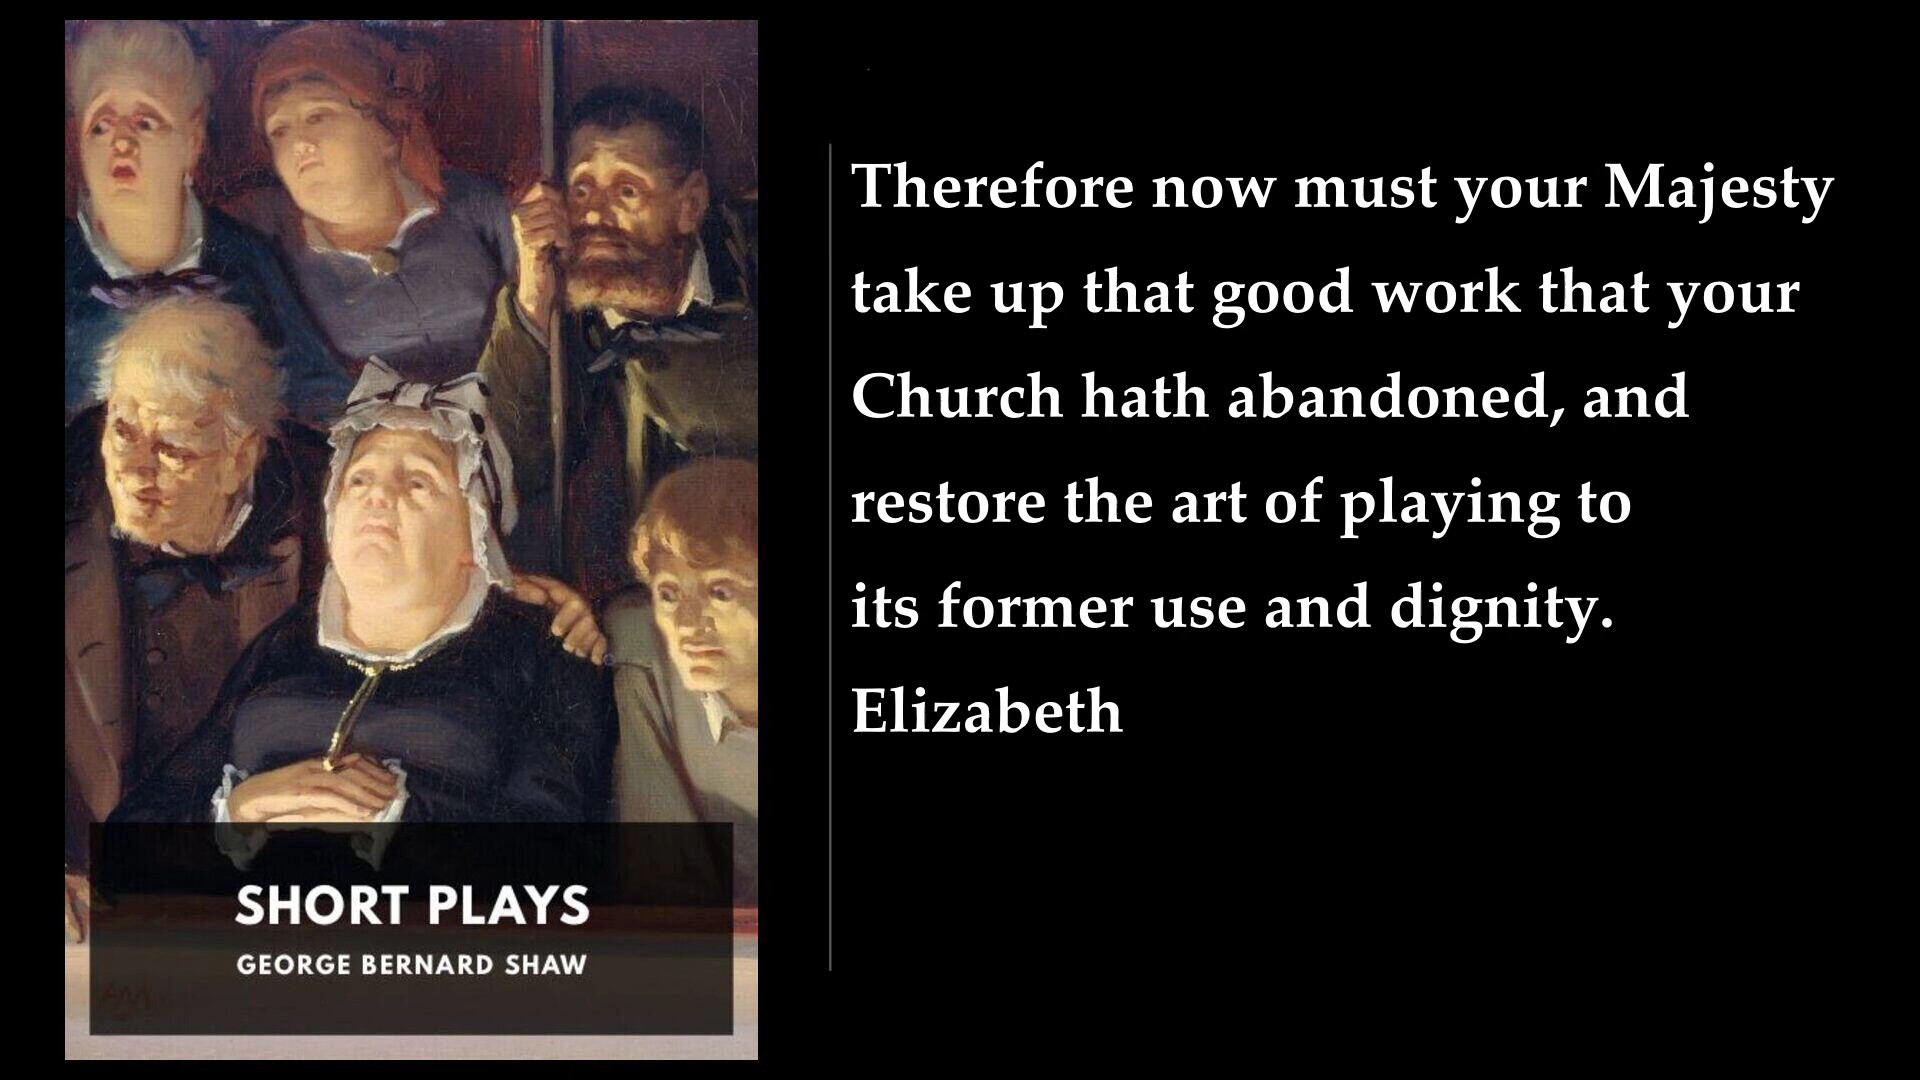 SHORT PLAYS
GEORGE BERNARD SHAW
Therefore now must your Majesty
take up that good work that your
Church hath abandoned, and
restore the art of playing to
its former use and dignity.
Elizabeth